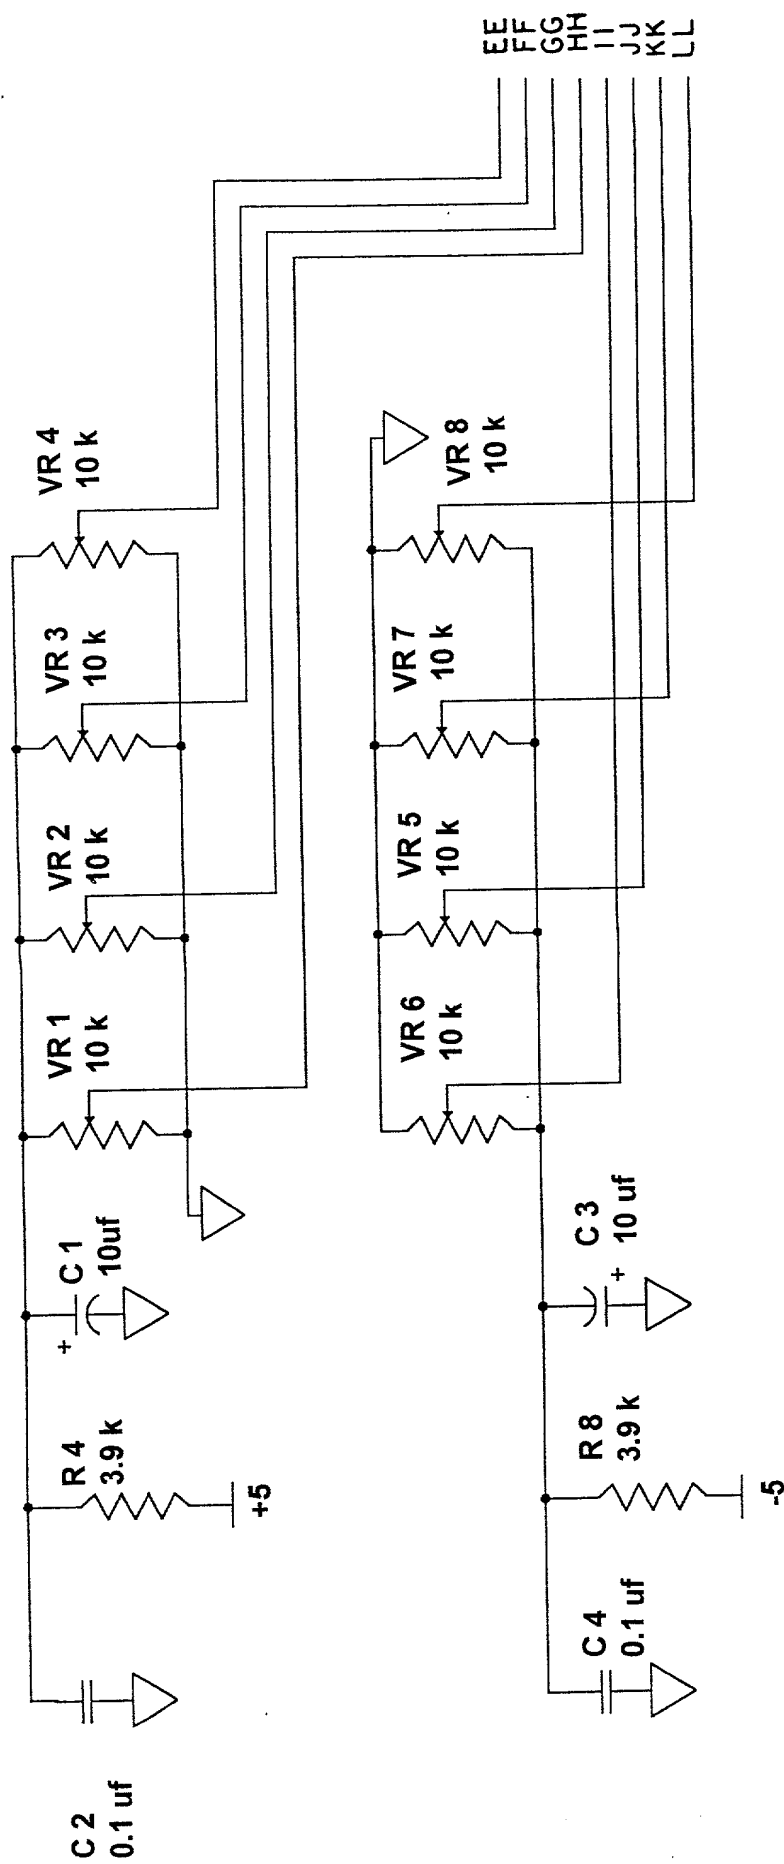 EE
FF
GG
HH
II
JJ
KK
LL
VR 4
10 k
VR 3
10 k
VR 2
10 k
VR 1
10 k
VR 8
10 k
VR 7
10 k
VR 5
10 k
VR 6
10 k
+
C 1
10uf
C 3
10 uf
+
R 4
3.9 k
+5
R 8
3.9 k
-5
C 2
0.1 uf
C 4
0.1 uf